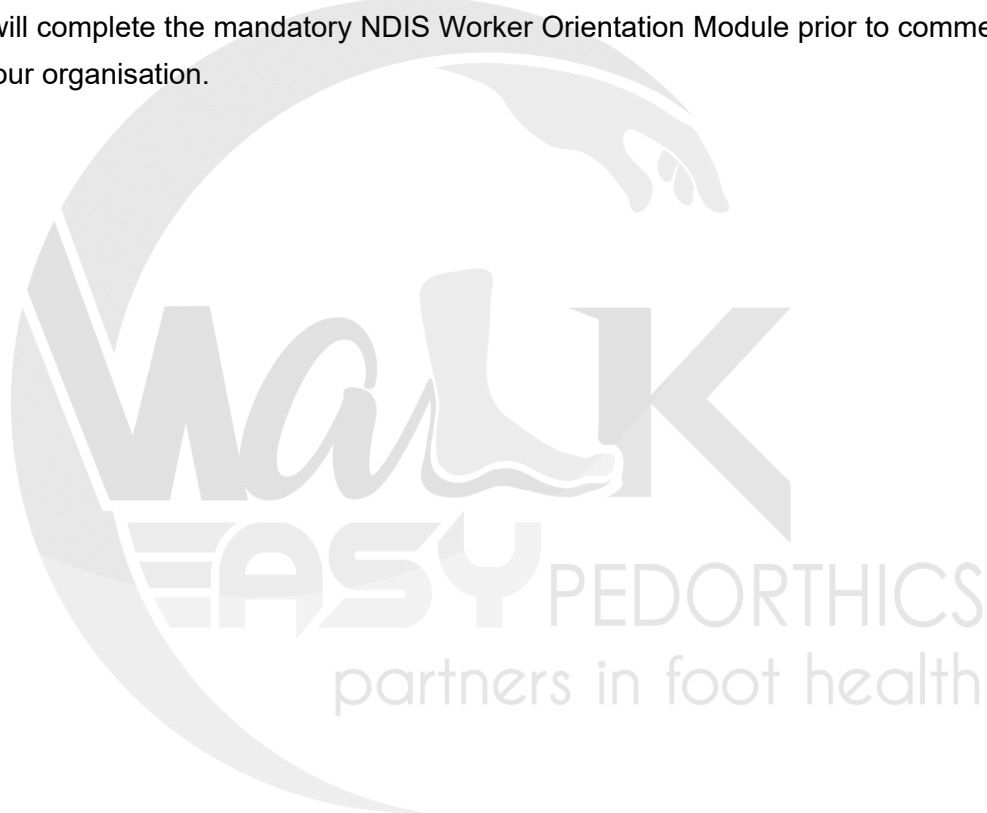 will complete the mandatory NDIS Worker Orientation Module prior to comme
our organisation.
WaLK
EASY PEDORTHICS
partners in foot health